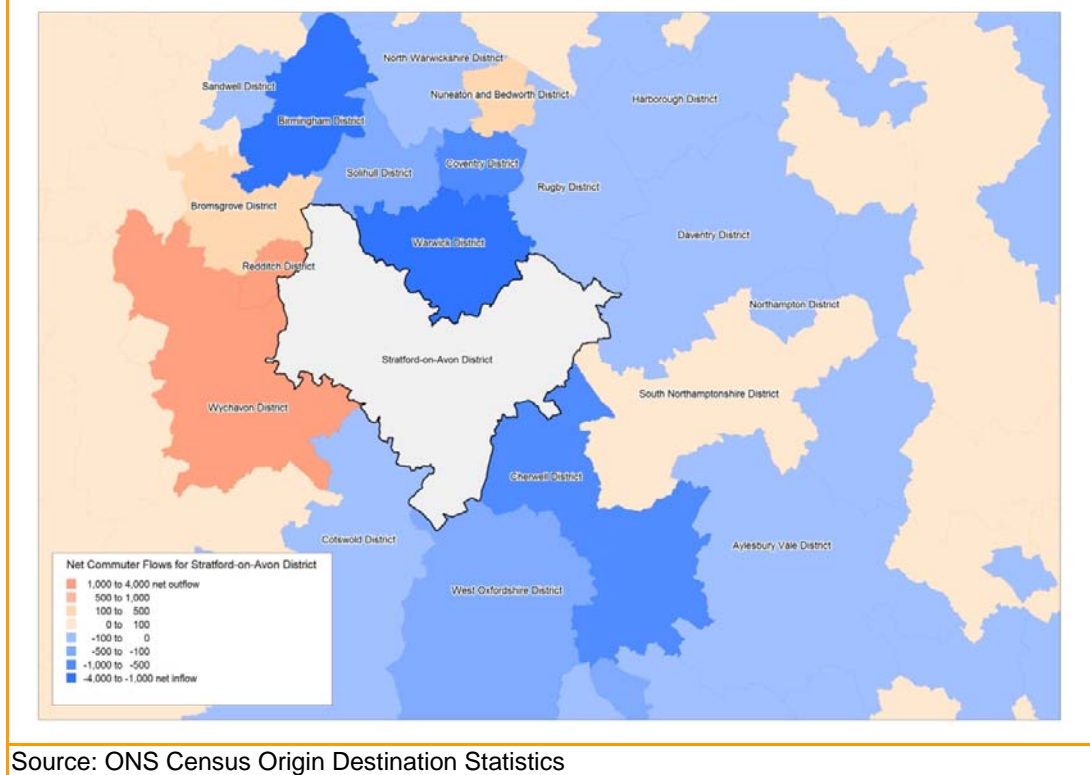 North Warwickshire District
Sandwell District
Nuneaton and Bedworth District
Harborough District
Birmingham District
Coventry District
Solihull District
Rugby District
Bromsgrove District
Daventry District
Warwick District
Redditch District
Northampton District
Stratford-on-Avon District
South Northamptonshire District
Wychavon District
Cherwell District
Cotswold District
Aylesbury Vale District
West Oxfordshire District
Net Commuter Flows for Stratford-on-Avon District
1,000 to 4,000 net outflow
500 to 1,000
100 to 500
0 to 100
-100 to 0
-500 to -100
-1,000 to -500
-4,000 to -1,000 net inflow
Source: ONS Census Origin Destination Statistics